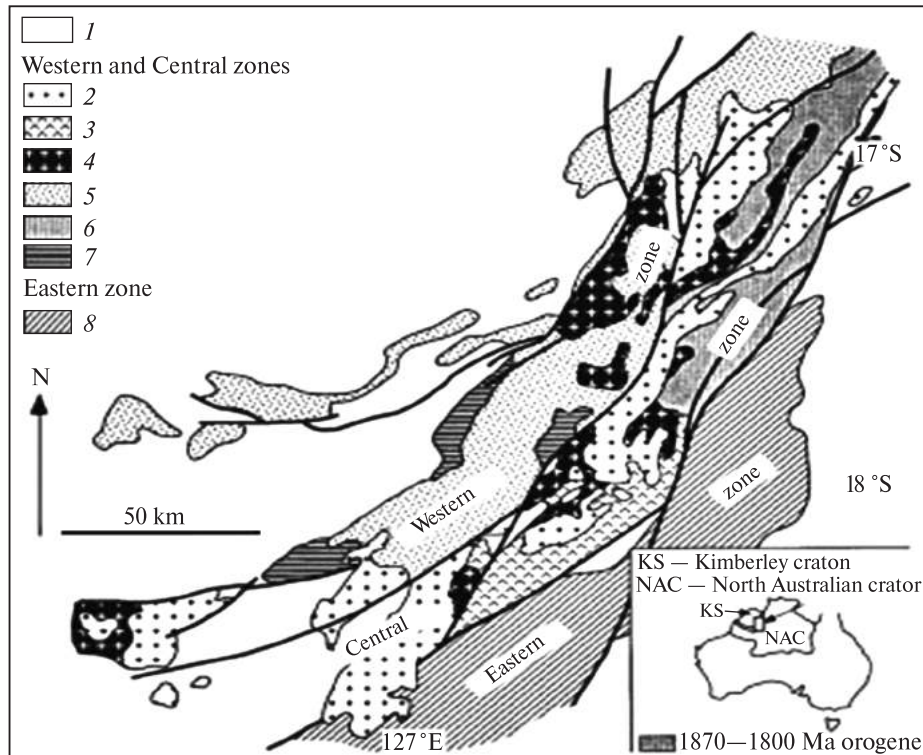 1
Western and Central zones
2
3
4
5
6
7
Eastern zone
8
N
50 km
17°S
18°S
127°E
zone
zone
zone
Western
Central
Eastern
KS — Kimberley craton
NAC — North Australian crator
KS
NAC
1870—1800 Ma orogene